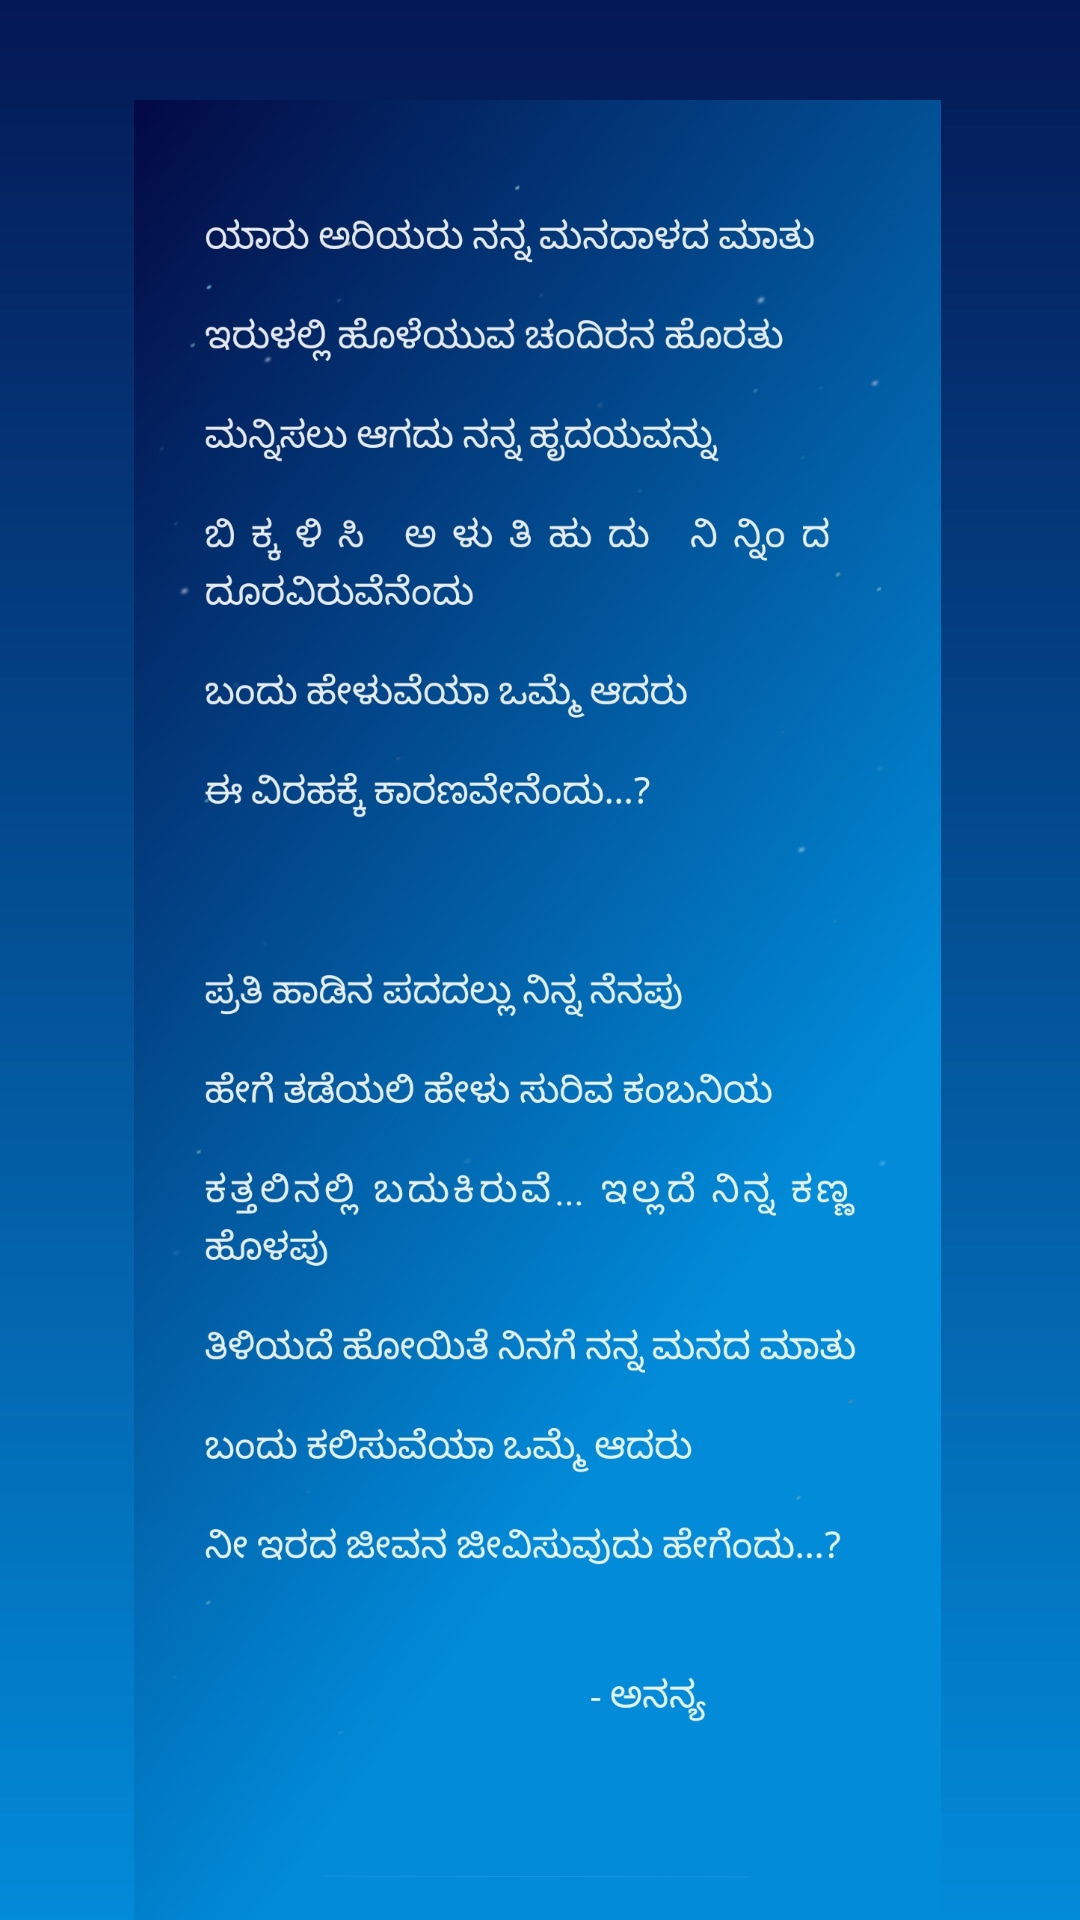 ಯಾರು ಅರಿಯರು ನನ್ನ ಮನದಾಳದ ಮಾತು
ಇರುಳಲ್ಲಿ ಹೊಳೆಯುವ ಚಂದಿರನ ಹೊರತು
ಮನ್ನಿಸಲು ಆಗದು ನನ್ನ ಹೃದಯವನ್ನು
ಬಿಕ್ಕಳಿಸಿ ಅಳುತಿಹುದು ನಿನ್ನಿಂದ
ದೂರವಿರುವೆನೆಂದು
ಬಂದು ಹೇಳುವೆಯಾ ಒಮ್ಮೆ ಆದರು
ಈ ವಿರಹಕ್ಕೆ ಕಾರಣವೇನೆಂದು...?
ಪ್ರತಿ ಹಾಡಿನ ಪದದಲ್ಲು ನಿನ್ನ ನೆನಪು
ಹೇಗೆ ತಡೆಯಲಿ ಹೇಳು ಸುರಿವ ಕಂಬನಿಯ
ಕತ್ತಲಿನಲ್ಲಿ ಬದುಕಿರುವೆ... ಇಲ್ಲದೆ ನಿನ್ನ ಕಣ್ಣ
ಹೊಳಪು
ತಿಳಿಯದೆ ಹೋಯಿತೆ ನಿನಗೆ ನನ್ನ ಮನದ ಮಾತು
ಬಂದು ಕಲಿಸುವೆಯಾ ಒಮ್ಮೆ ಆದರು
ನೀ ಇರದ ಜೀವನ ಜೀವಿಸುವುದು ಹೇಗೆಂದು...?
- ಅನನ್ಯ